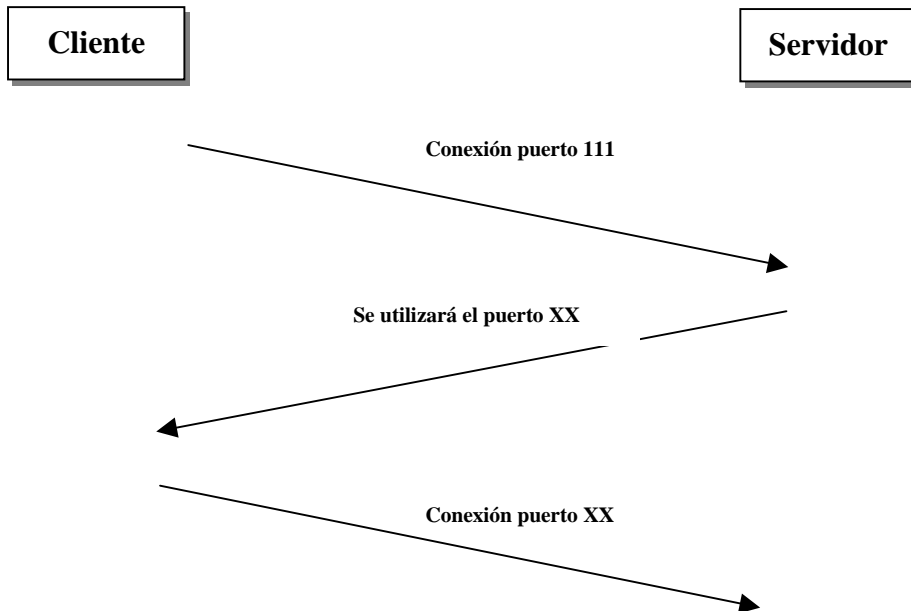 Cliente
Servidor
Conexión puerto 111
Se utilizará el puerto XX
Conexión puerto XX